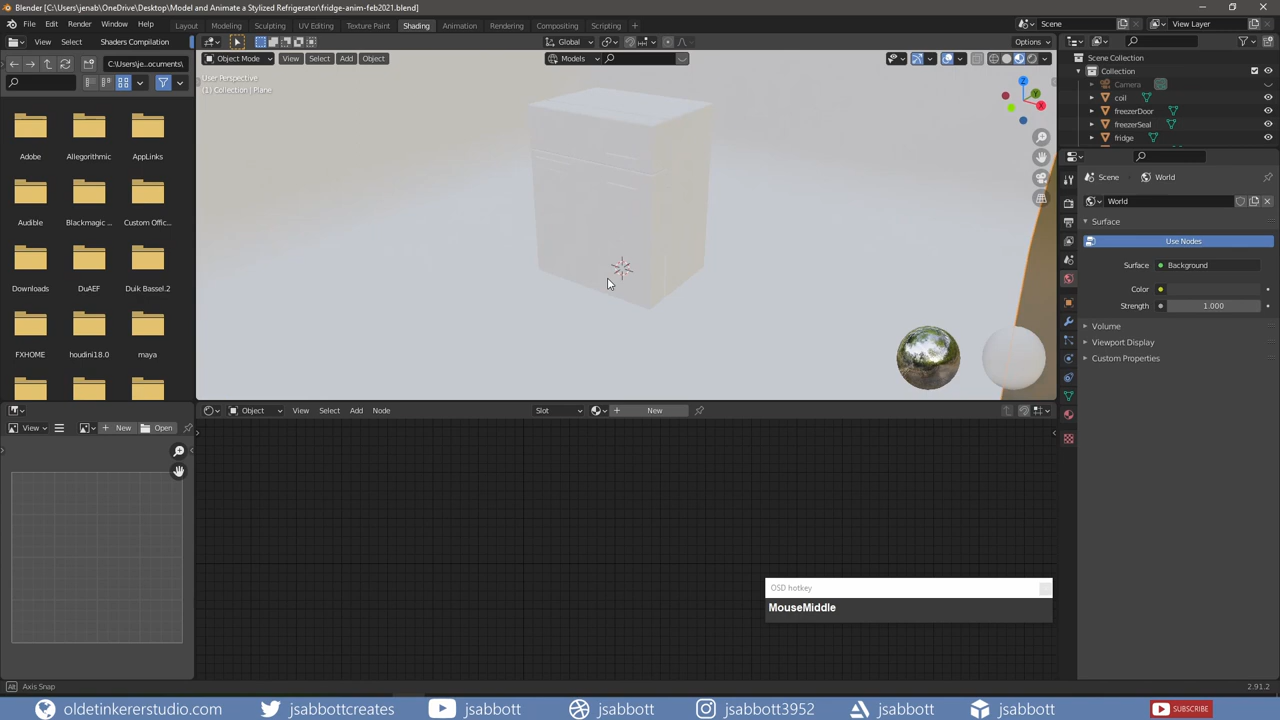 Blender [C:\Users\jenab\OneDrive\Desktop\Model and Animate a Stylized Refrigerator\fridge-anim-feb2021.blend]
File Edit Render Window Help Layout Modeling Sculpting UV Editing Texture Paint Shading Animation Rendering Compositing Scripting Scene View Layer
View Select Shaders Compilation Global Options
C:\Users\je...ocuments\ Object Mode View Select Add Object Models Scene Collection
User Perspective
(1) Collection | Plane
Collection
Camera
coil
freezerDoor
freezerSeal
fridge
Z
Y
X
Adobe Allegorithmic AppLinks
Audible Blackmagic ... Custom Offic...
Downloads DuAEF Duik Bassel.2
FXHOME houdini18.0 maya
Scene World
World
Surface
Use Nodes
Surface Background
Color
Strength 1.000
Volume
Viewport Display
Custom Properties
Object View Select Add Node Slot New
View New Open
OSD hotkey
MouseMiddle
Alt Axis Snap 2.91.2
oldetinkererstudio.com jsabbottcreates jsabbott jsabbott jsabbott3952 jsabbott jsabbott SUBSCRIBE